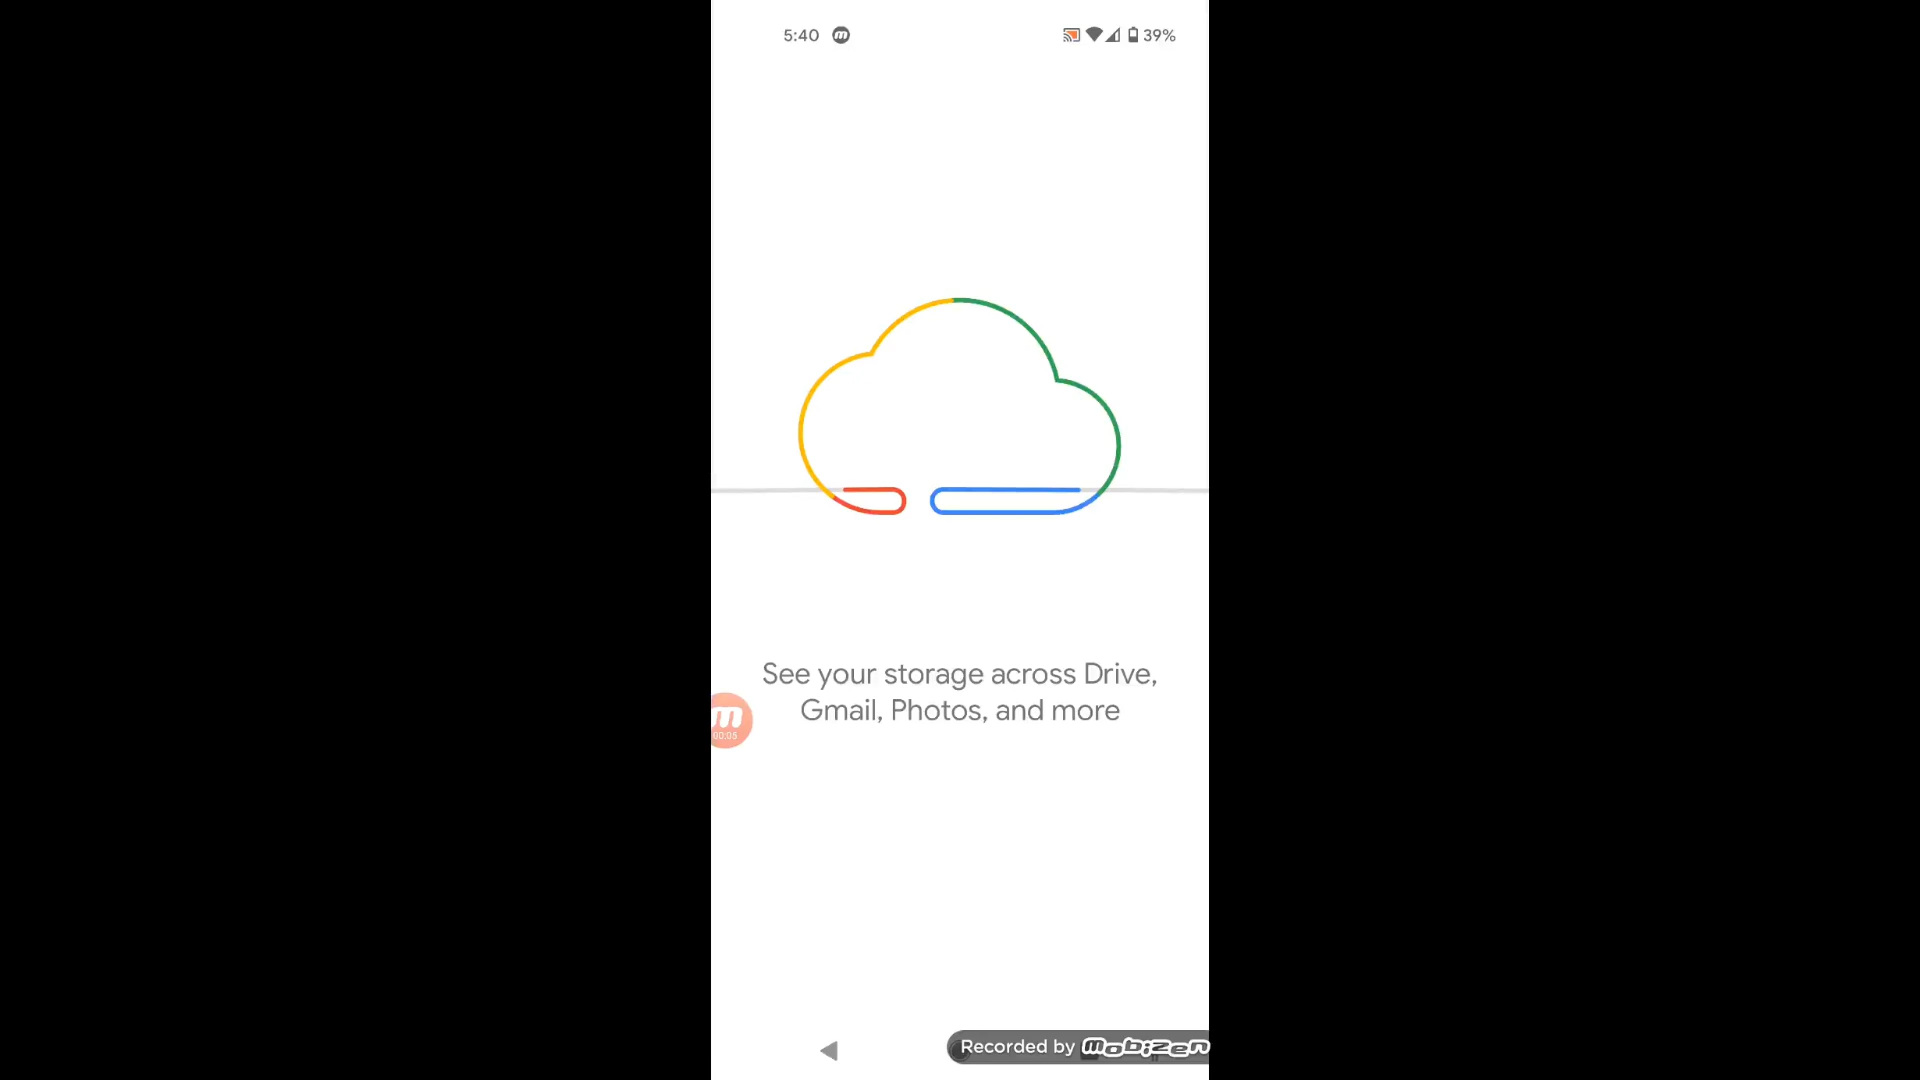 5:40 m 39%
See your storage across Drive,
Gmail, Photos, and more
m
00:05
Recorded by mobizen